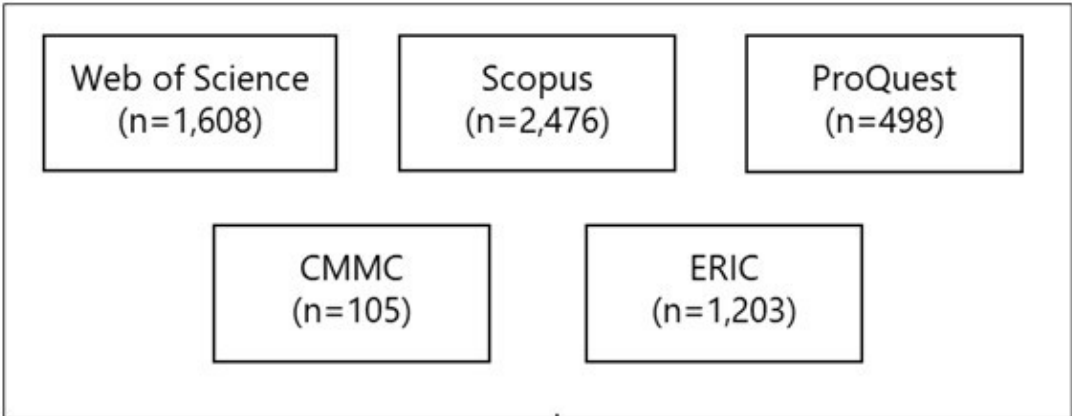 Web of Science
(n=1,608)
Scopus
(n=2,476)
ProQuest
(n=498)
CMMC
(n=105)
ERIC
(n=1,203)